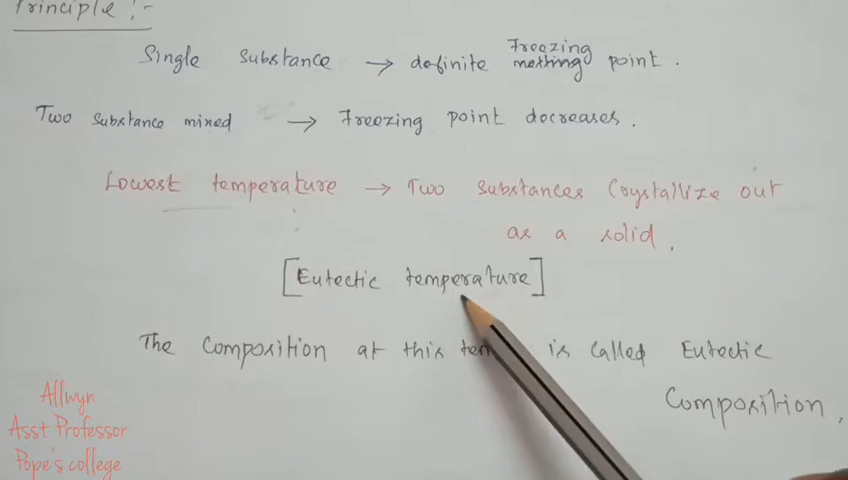 Principle :-
Single substance → definite Freezing melting point.
Two substance mixed → Freezing point decreases.
Lowest temperature → Two substances Crystallize out
as a solid.
[Eutectic temperature]
The Composition at this tem is called Eutectic
Composition.
Allwyn
Asst Professor
Pope's college